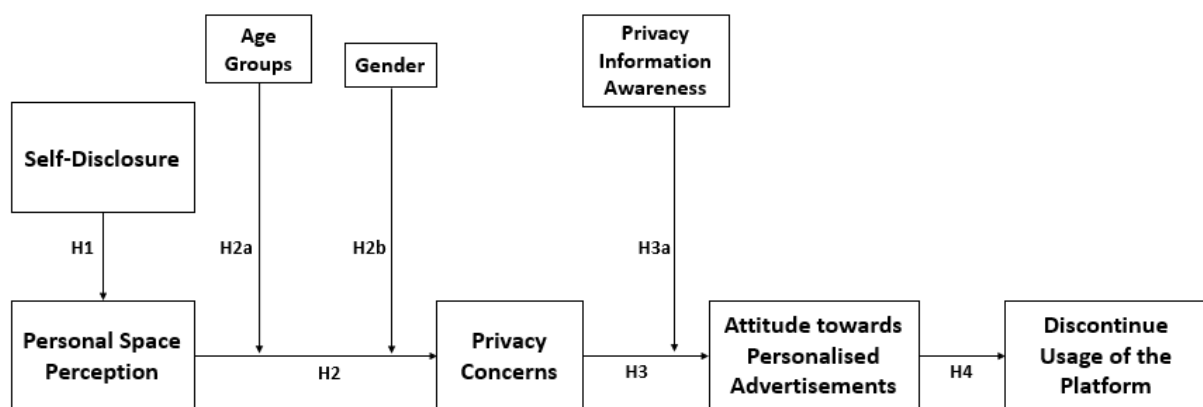 Age
Groups
Gender
Privacy
Information
Awareness
Self-Disclosure
H1
H2a
H2b
H3a
Personal Space
Perception
H2
Privacy
Concerns
H3
Attitude towards
Personalised
Advertisements
H4
Discontinue
Usage of the
Platform